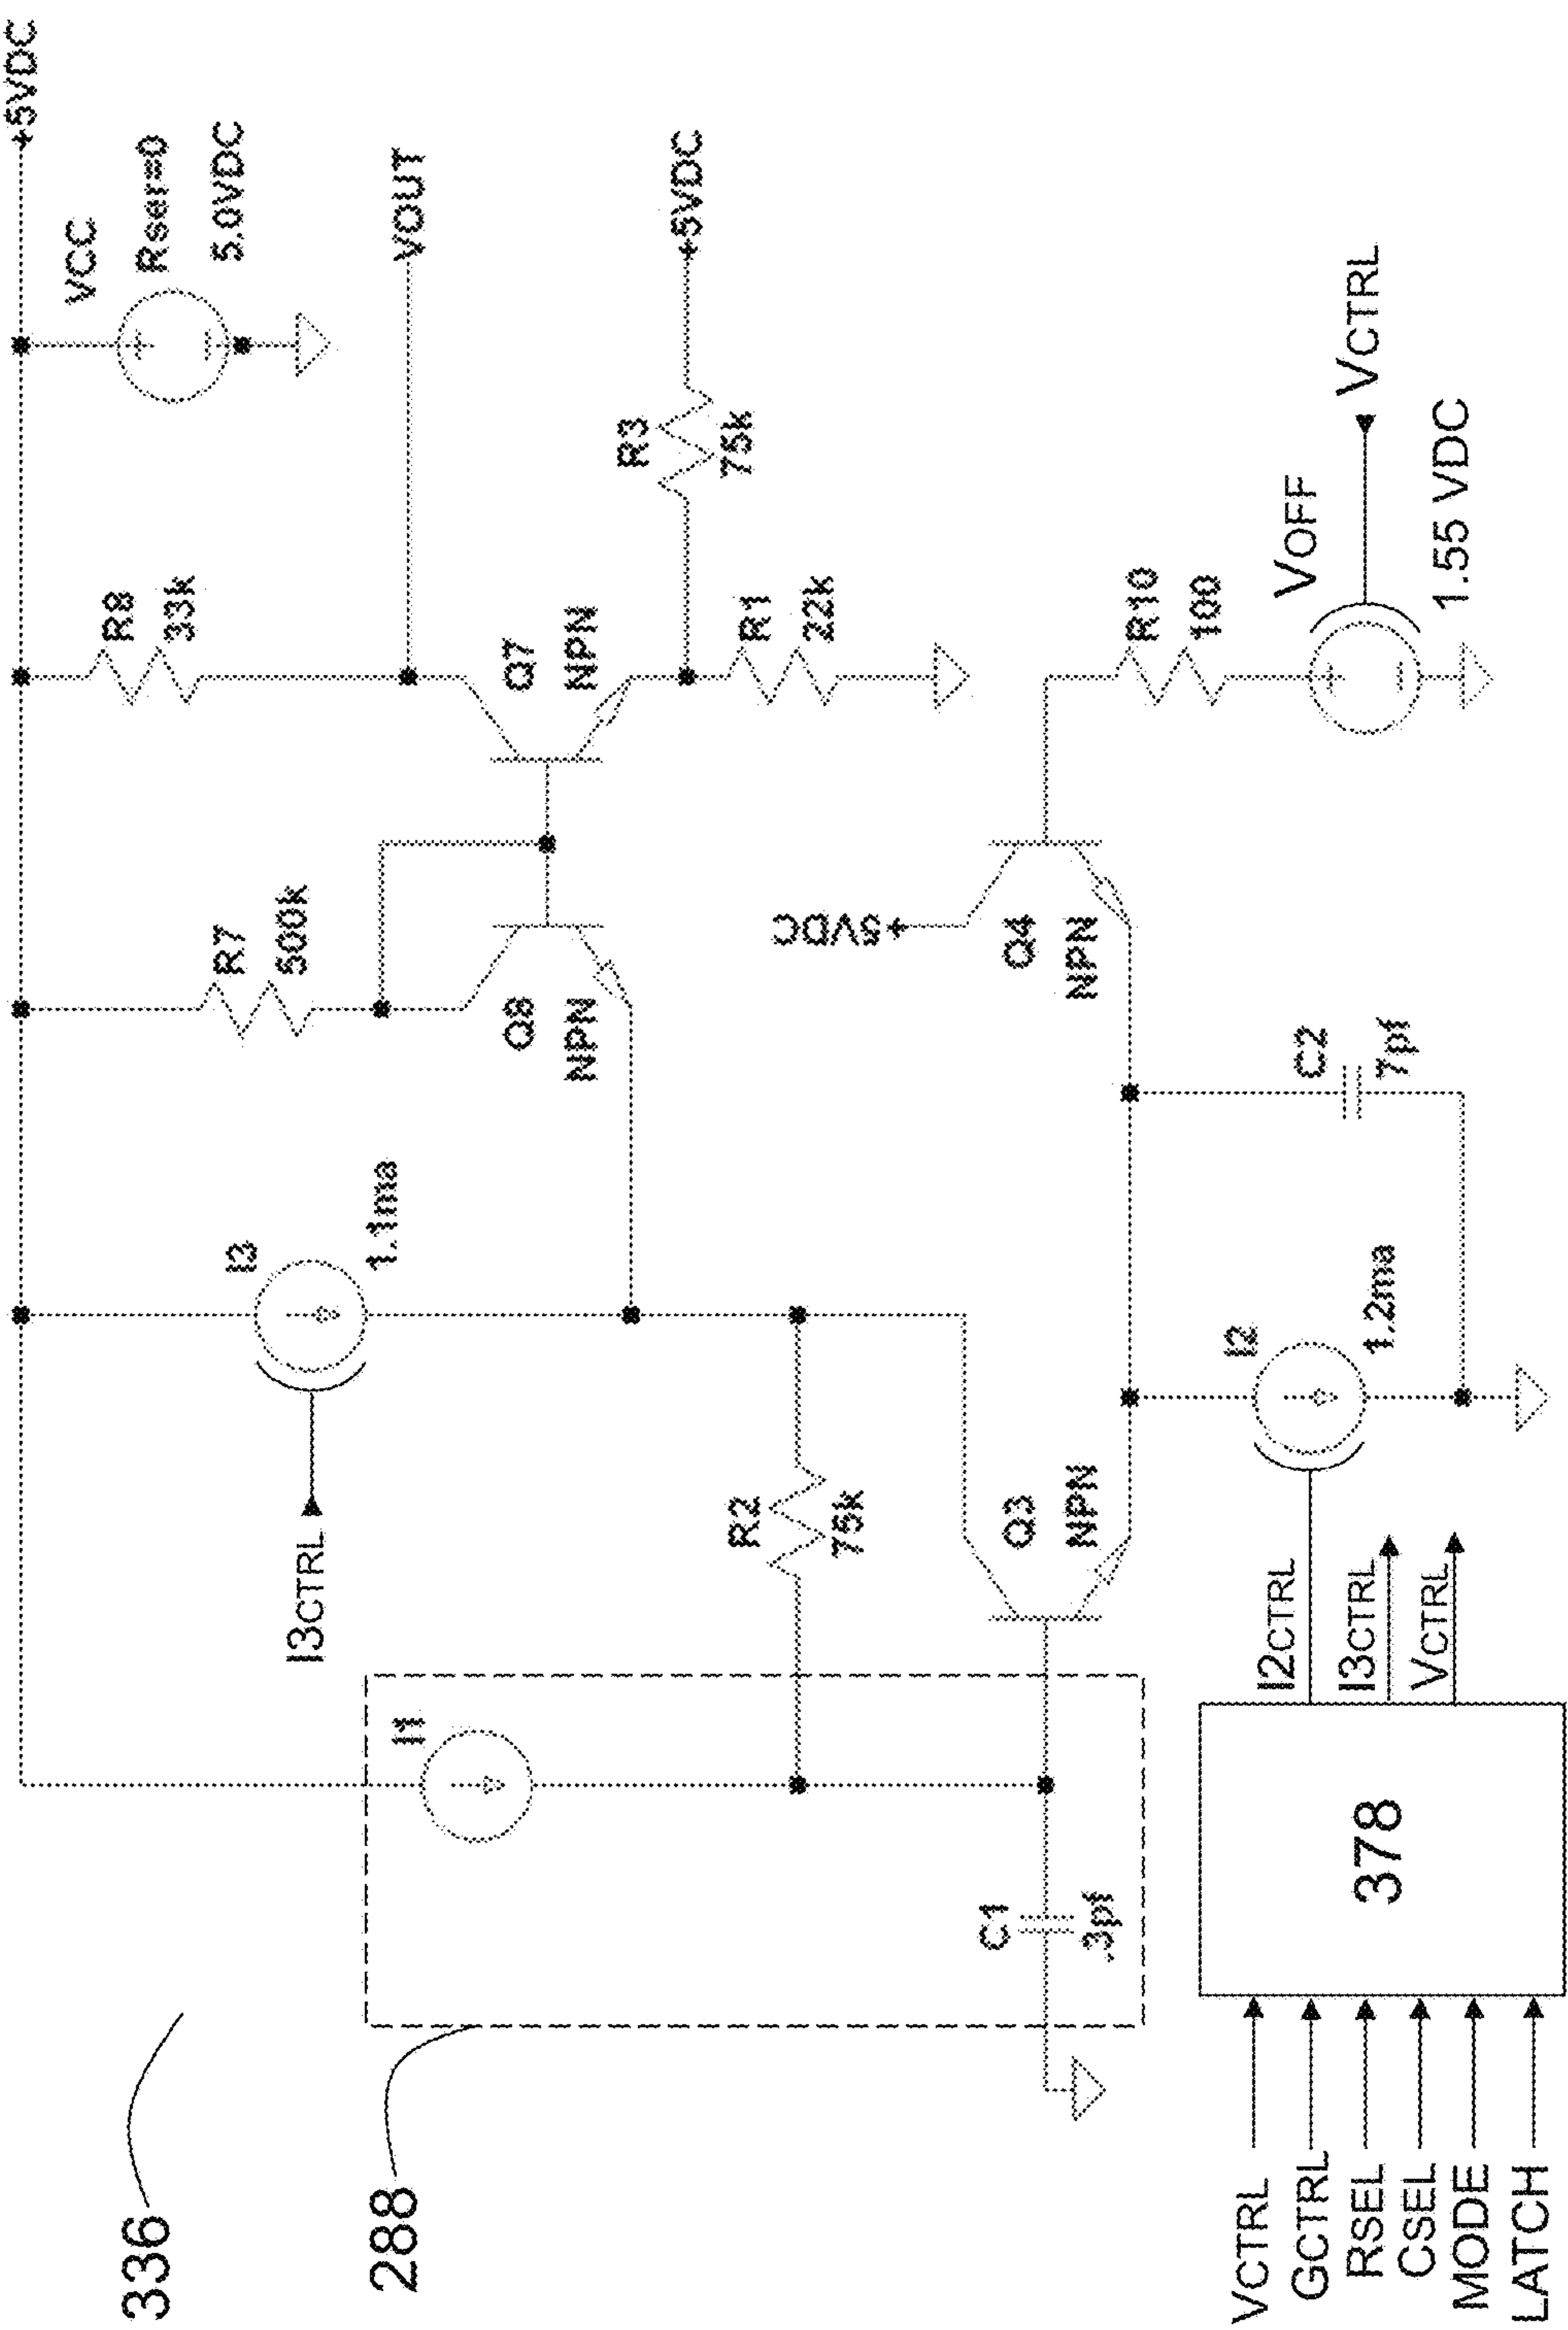 336
288
I3CTRL
I1
C1
.3pf
R2
75k
I3
1.1ma
Q3
NPN
I2
1.2ma
C2
7pf
R7
500k
Q8
NPN
Q4
NPN
+5VDC
R8
33k
Q7
NPN
R1
22k
R10
100
VOFF
VCTRL
1.55 VDC
R3
75k
+5VDC
VOUT
VCC
Rser=0
5.0VDC
+5VDC
VCTRL
GCTRL
RSEL
CSEL
MODE
LATCH
378
I2CTRL
I3CTRL
VCTRL